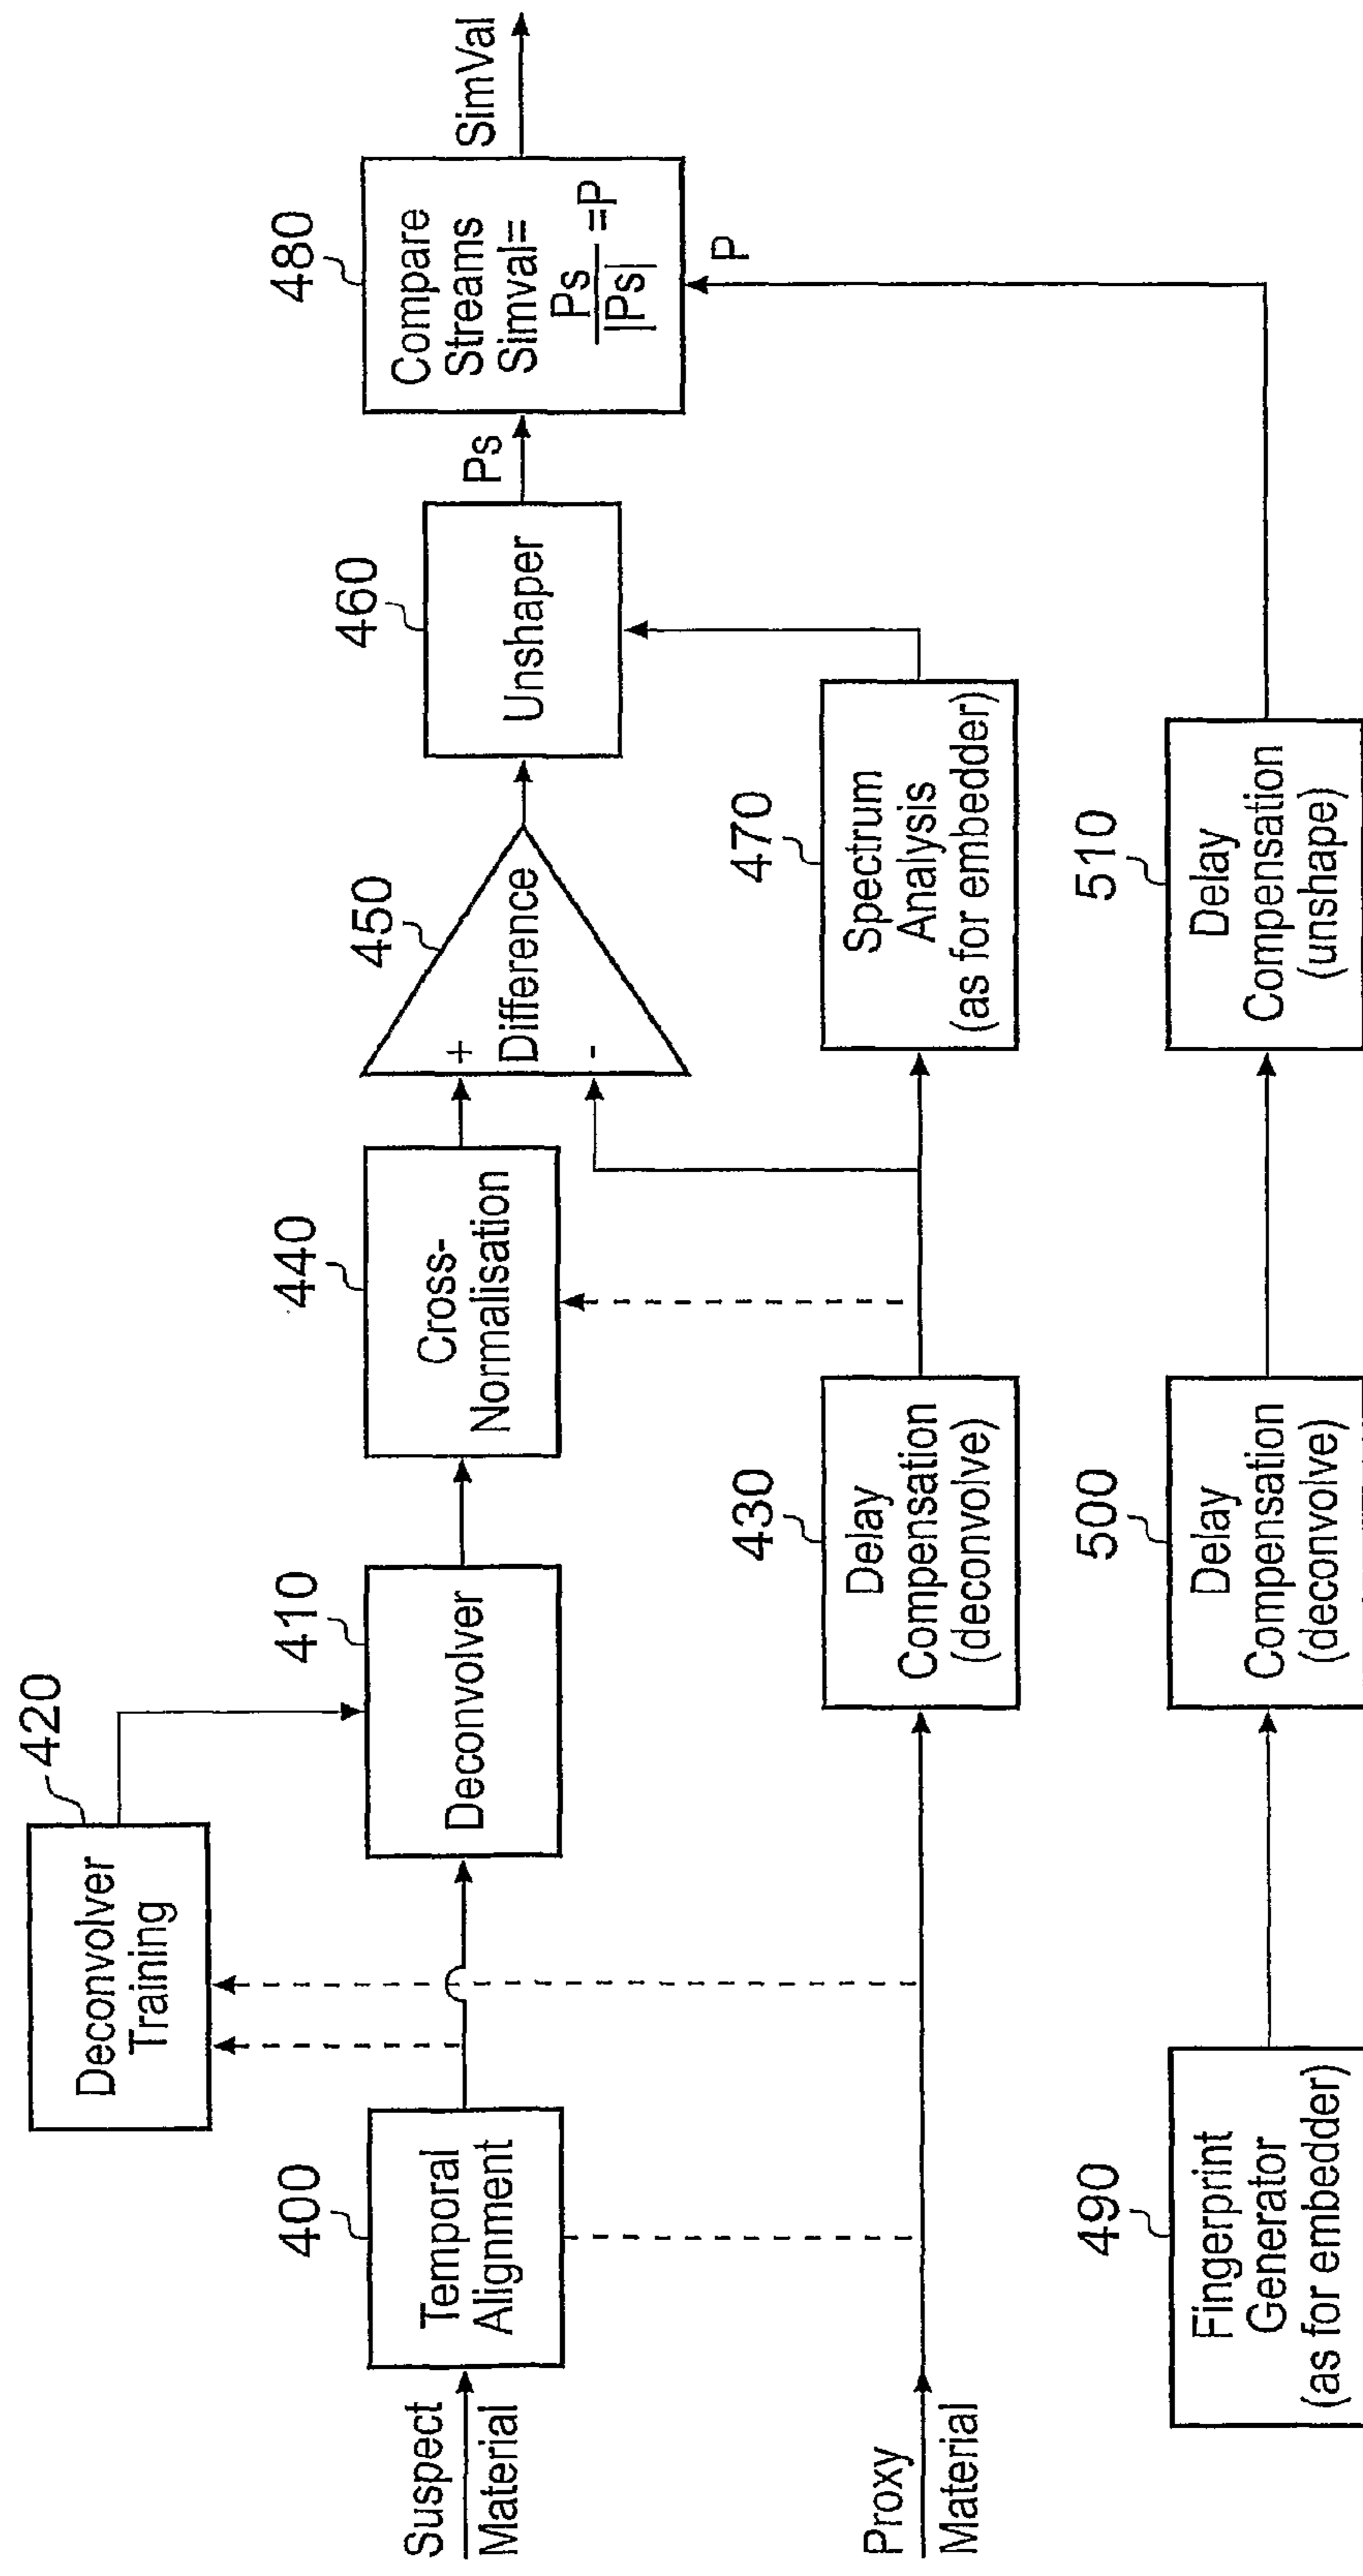 420
Deconvolver
Training
400
Temporal
Alignment
410
Deconvolver
440
Cross-
Normalisation
450
+
Difference
-
460
Unshaper
Ps
480
Compare
Streams
Simval=
Ps
|Ps|
=P
SimVal
Suspect
Material
Proxy
Material
430
Delay
Compensation
(deconvolve)
470
Spectrum
Analysis
(as for embedder)
P
490
Fingerprint
Generator
(as for embedder)
500
Delay
Compensation
(deconvolve)
510
Delay
Compensation
(unshape)